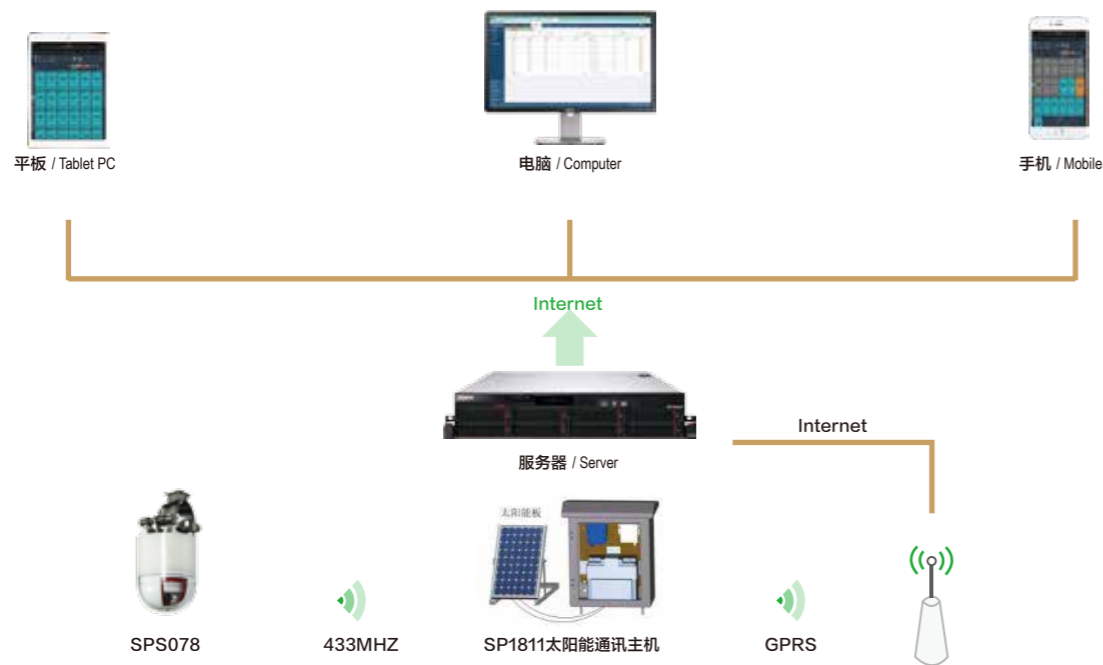 平板 / Tablet PC
电脑 / Computer
手机 / Mobile
Internet
Internet
服务器 / Server
太阳能板
SPS078
433MHZ
SP1811太阳能通讯主机
GPRS